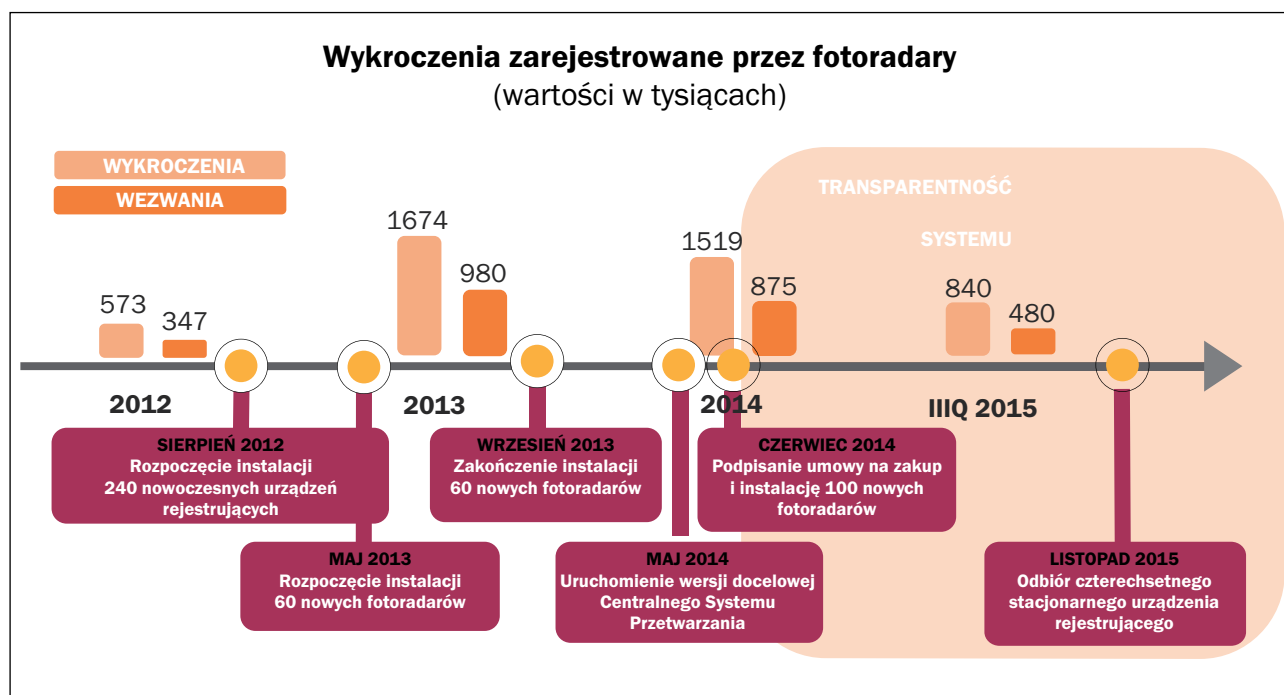 Wykroczenia zarejestrowane przez fotoradary
(wartości w tysiącach)
WYKROCZENIA
WEZWANIA
TRANSPARENTNOŚĆ
SYSTEMU
573
347
1674
980
1519
875
840
480
2012
2013
2014
IIIQ 2015
SIERPIEŃ 2012
Rozpoczęcie instalacji
240 nowoczesnych urządzeń
rejestrujących
MAJ 2013
Rozpoczęcie instalacji
60 nowych fotoradarów
WRZESIEŃ 2013
Zakończenie instalacji
60 nowych fotoradarów
MAJ 2014
Uruchomienie wersji docelowej
Centralnego Systemu
Przetwarzania
CZERWIEC 2014
Podpisanie umowy na zakup
i instalację 100 nowych
fotoradarów
LISTOPAD 2015
Odbiór czterechsetnego
stacjonarnego urządzenia
rejestrującego